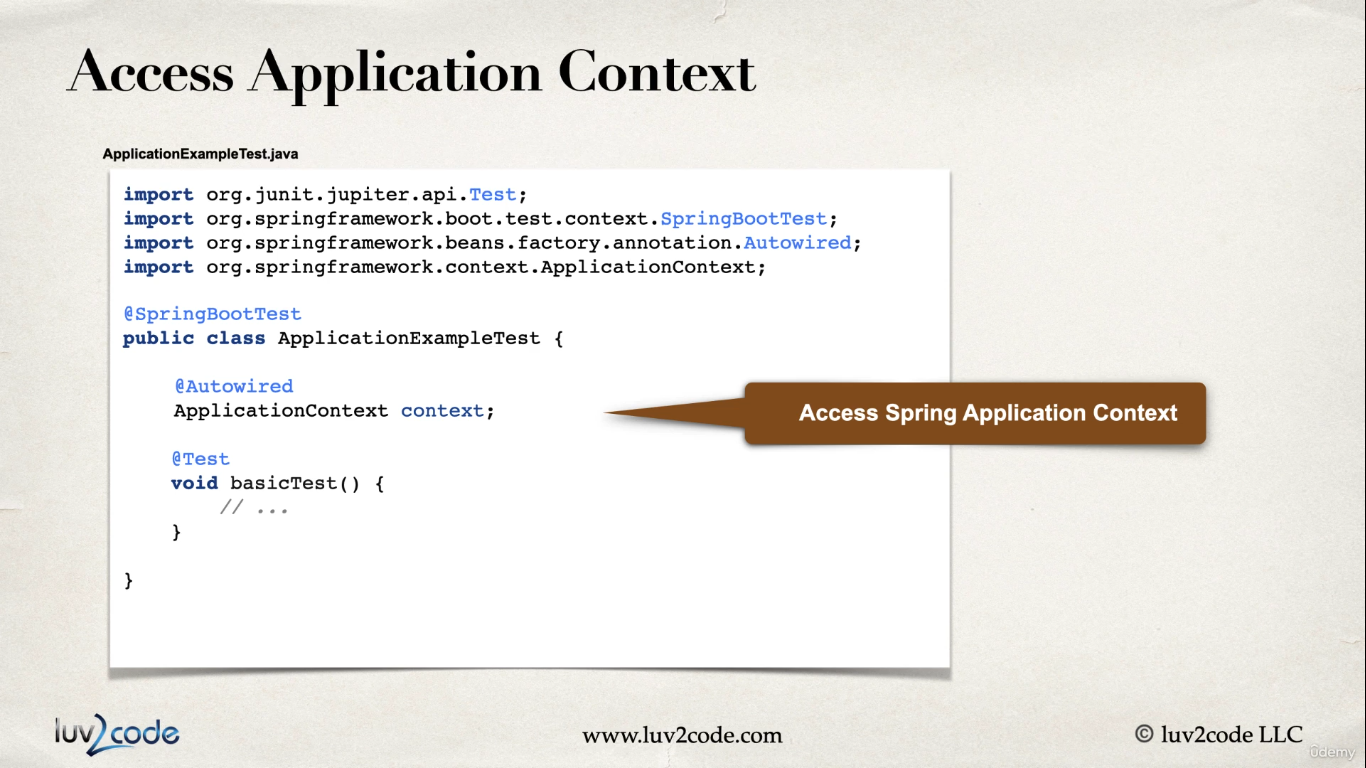 Access Application Context
ApplicationExampleTest.java
import org.junit.jupiter.api.Test;
import org.springframework.boot.test.context.SpringBootTest;
import org.springframework.beans.factory.annotation.Autowired;
import org.springframework.context.ApplicationContext;
@SpringBootTest
public class ApplicationExampleTest {
@Autowired
ApplicationContext context;
Access Spring Application Context
@Test
void basicTest() {
// ...
}
}
luv2code
www.luv2code.com
© luv2code LLC
ûdemy